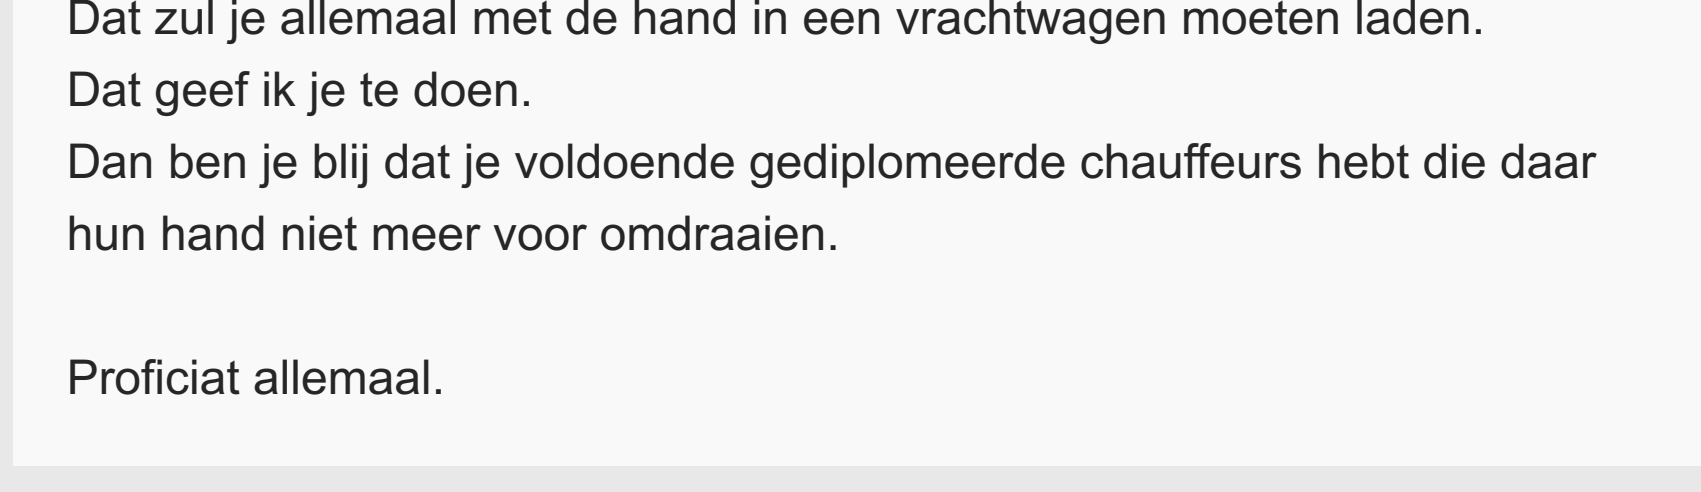 Dat zul je allemaal met de hand in een vrachtwagen moeten laden.
Dat geef ik je te doen.
Dan ben je blij dat je voldoende gediplomeerde chauffeurs hebt die daar
hun hand niet meer voor omdraaien.
Proficiat allemaal.